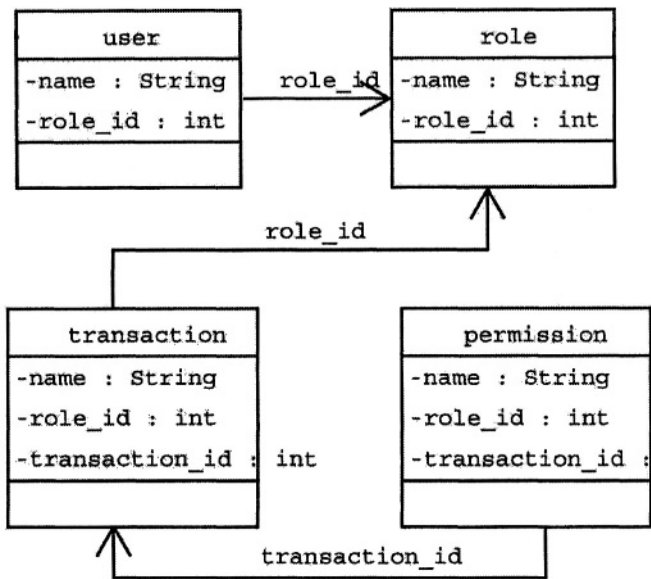 user
-name : String
-role_id : int
role_id
role
-name : String
-role_id : int
role_id
transaction
-name : String
-role_id : int
-transaction_id : int
permission
-name : String
-role_id : int
-transaction_id :
transaction_id